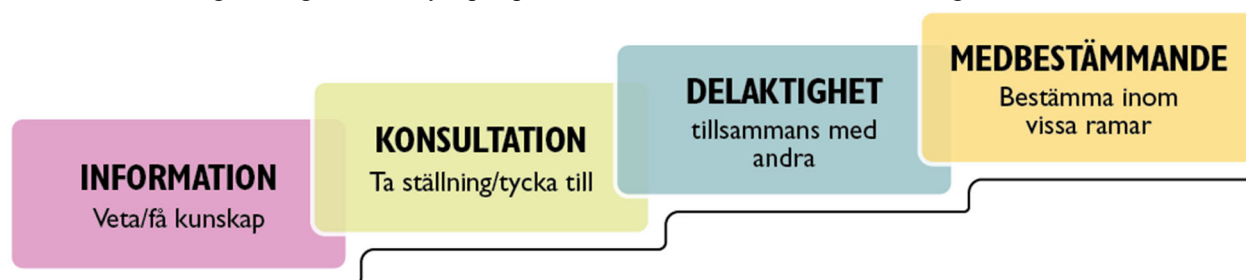 INFORMATION
Veta/få kunskap
KONSULTATION
Ta ställning/tycka till
DELAKTIGHET
tillsammans med
andra
MEDBESTÄMMANDE
Bestämma inom
vissa ramar